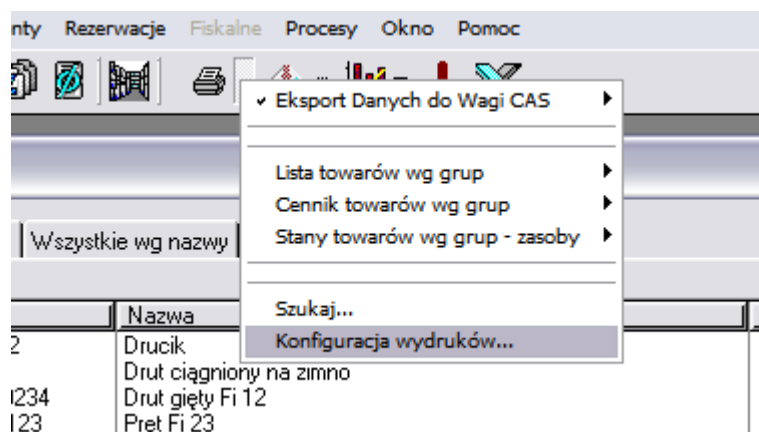 nty Rezerwacje Fiskalne Procesy Okno Pomoc
Eksport Danych do Wagi CAS
Lista towarów wg grup
Cennik towarów wg grup
Wszystkie wg nazwy
Stany towarów wg grup - zasoby
Szukaj...
Nazwa
Konfiguracja wydruków...
2 Drucik
Drut ciągniony na zimno
0234 Drut gięty Fi 12
123 Pret Fi 23